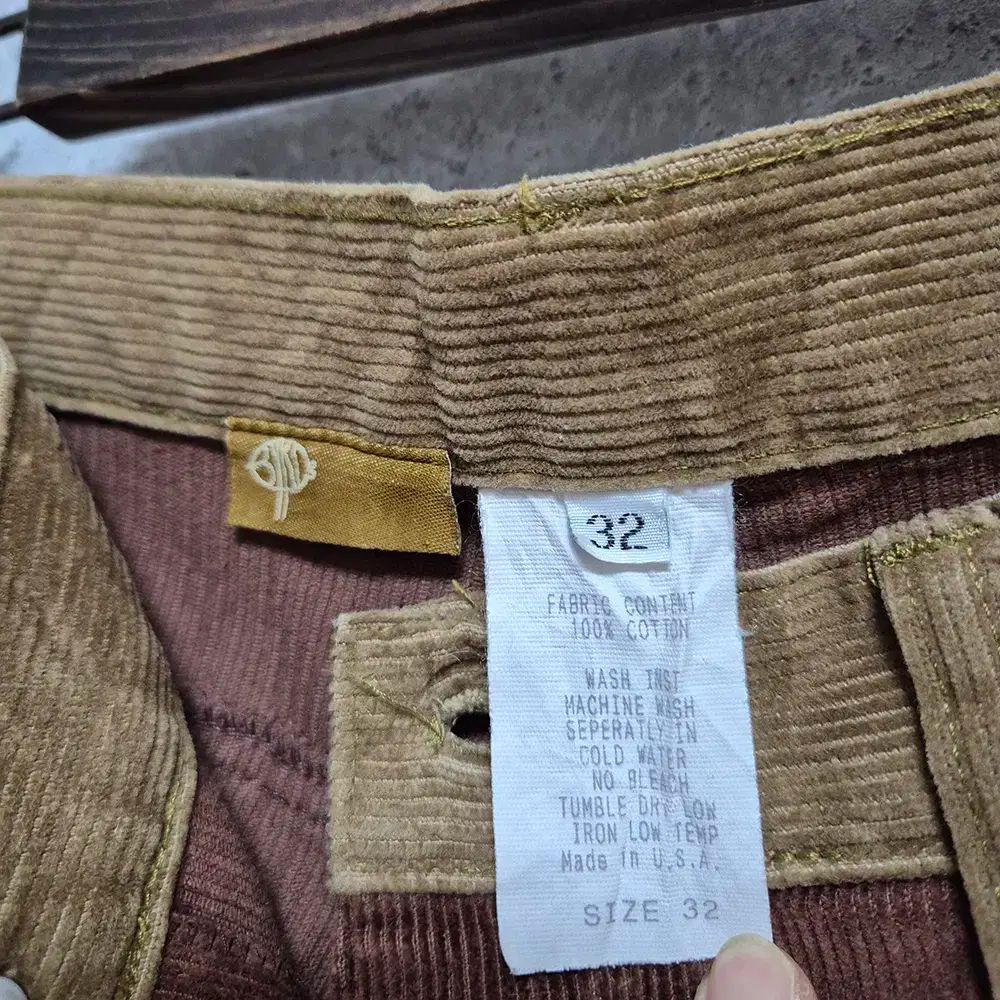 32
FABRIC CONTENT
100% COTTON
WASH INST
MACHINE WASH
SEPERATLY IN
COLD WATER
NO BLEACH
TUMBLE DRY LOW
IRON LOW TEMP
Made in U.S.A.
SIZE 32